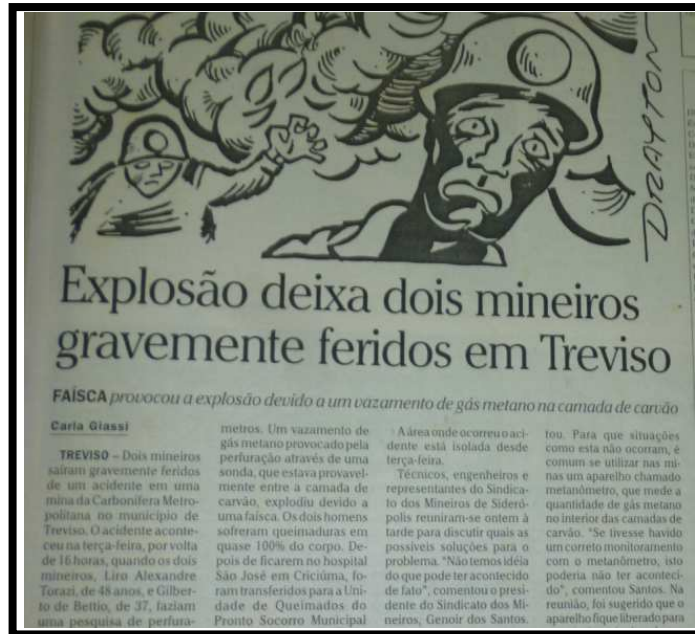 DRAYTON
Explosão deixa dois mineiros
gravemente feridos em Treviso
FAÍSCA provocou a explosão devido a um vazamento de gás metano na camada de carvão
Carla Giassi
TREVISO – Dois mineiros
saíram gravemente feridos
de um acidente em uma
mina da Carbonífera Metro-
politana no município de
Treviso. O acidente aconte-
ceu na terça-feira, por volta
de 16 horas, quando os dois
mineiros, Liro Alexandre
Torazi, de 48 anos, e Gilber-
to de Bettio, de 37, faziam
uma pesquisa de perfura-
metros. Um vazamento de
gás metano provocado pela
perfuração através de uma
sonda, que estava provavel-
mente entre a camada de
carvão, explodiu devido a
uma faísca. Os dois homens
sofreram queimaduras em
quase 100% do corpo. De-
pois de ficarem no hospital
São José em Criciúma, fo-
ram transferidos para a Uni-
dade de Queimados do
Pronto Socorro Municipal
A área onde ocorreu o aci-
dente está isolada desde
terça-feira.
Técnicos, engenheiros e
representantes do Sindica-
to dos Mineiros de Sideró-
polis reuniram-se ontem à
tarde para discutir quais as
possíveis soluções para o
problema. "Não temos idéia
do que pode ter acontecido
de fato", comentou o presi-
dente do Sindicato dos Mi-
neiros, Genoir dos Santos.
tou. Para que situações
como esta não ocorram, é
comum se utilizar nas mi-
nas um aparelho chamado
metanômetro, que mede a
quantidade de gás metano
no interior das camadas de
carvão. "Se tivesse havido
um correto monitoramento
com o metanômetro, isto
poderia não ter aconteci-
do", comentou Santos. Na
reunião, foi sugerido que o
aparelho fique liberado para